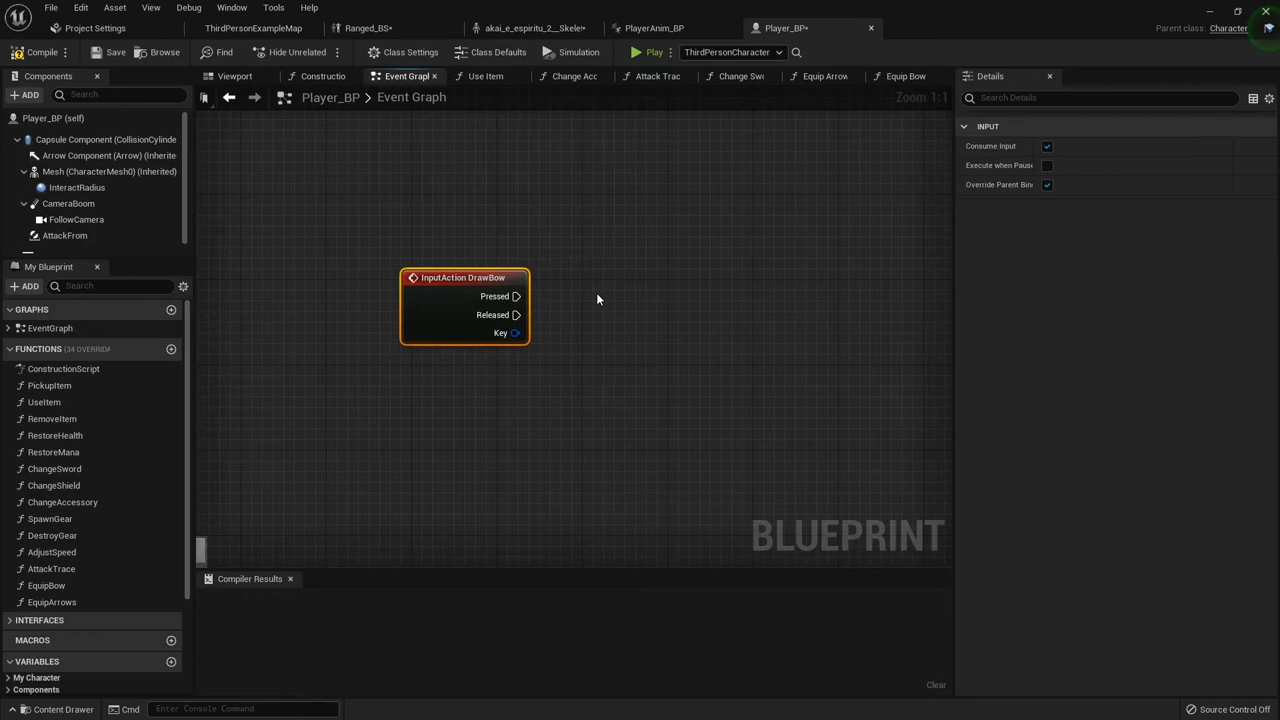 File Edit Asset View Debug Window Tools Help
Project Settings ThirdPersonExampleMap Ranged_BS• akai_e_espiritu_2__Skele• PlayerAnim_BP Player_BP• Parent class: Character
Compile Save Browse Find Hide Unrelated Class Settings Class Defaults Simulation Play ThirdPersonCharacter
Components Viewport Constructio Event Graph Use Item Change Acc Attack Trac Change Swo Equip Arrow Equip Bow Details
ADD Search Player_BP > Event Graph Zoom 1:1 Search Details
Player_BP (self)
INPUT
Capsule Component (CollisionCylinde
Consume Input
Arrow Component (Arrow) (Inherite
Execute when Pause
Mesh (CharacterMesh0) (Inherited)
Override Parent Bind
InteractRadius
CameraBoom
FollowCamera
AttackFrom
My Blueprint
ADD Search
GRAPHS
EventGraph
FUNCTIONS (34 OVERRIDA
ConstructionScript
PickupItem
UseItem
RemoveItem
RestoreHealth
RestoreMana
ChangeSword
ChangeShield
ChangeAccessory
SpawnGear
DestroyGear
AdjustSpeed
AttackTrace
EquipBow
EquipArrows
INTERFACES
MACROS
VARIABLES
My Character
Components
InputAction DrawBow
Pressed
Released
Key
BLUEPRINT
Compiler Results
Clear
Content Drawer Cmd Enter Console Command Source Control Off